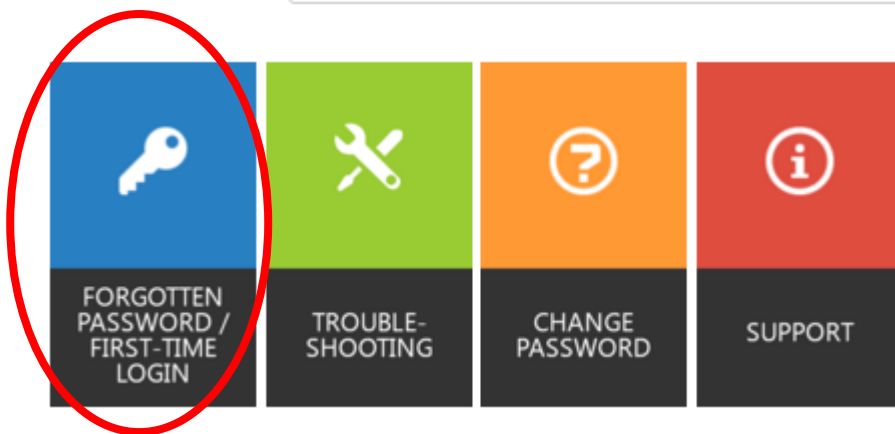 FORGOTTEN
PASSWORD /
FIRST-TIME
LOGIN
TROUBLE-
SHOOTING
CHANGE
PASSWORD
SUPPORT